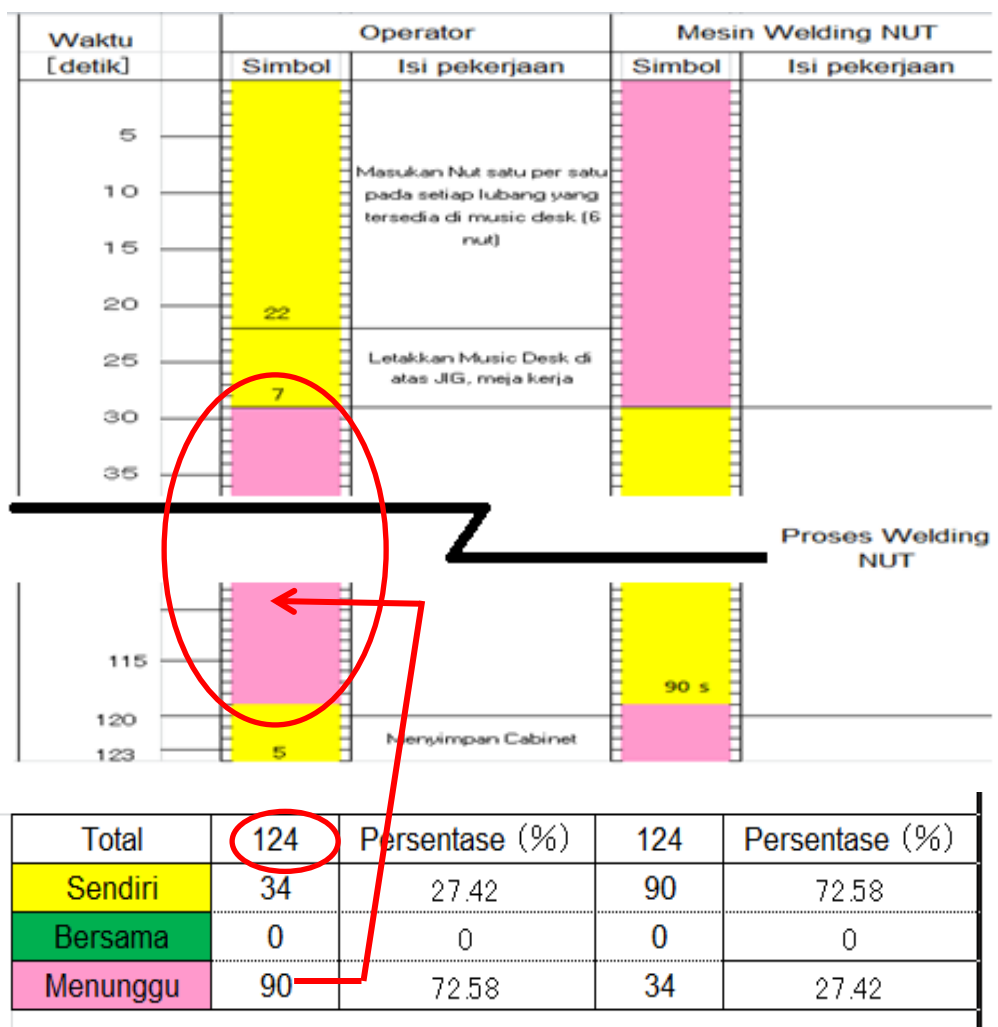 Waktu
[detik]
Operator
Mesin Welding NUT
Simbol
Isi pekerjaan
Simbol
Isi pekerjaan
5
10
15
20
25
30
35
22
Masukan Nut satu per satu
pada setiap lubang yang
tersedia di music desk (6
nut)
7
Letakkan Music Desk di
atas JIG, meja kerja
Proses Welding
NUT
115
120
123
90 s
5
Menyimpan Cabinet
Total 124 Persentase (%) 124 Persentase (%)
Sendiri 34 27.42 90 72.58
Bersama 0 0 0 0
Menunggu 90 72.58 34 27.42